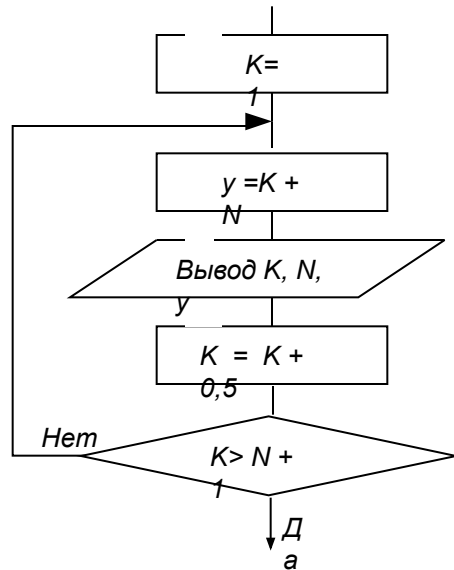 K=
1
y =K +
N
Вывод K, N,
y
K = K +
0,5
Нет
K> N +
1
Д
а